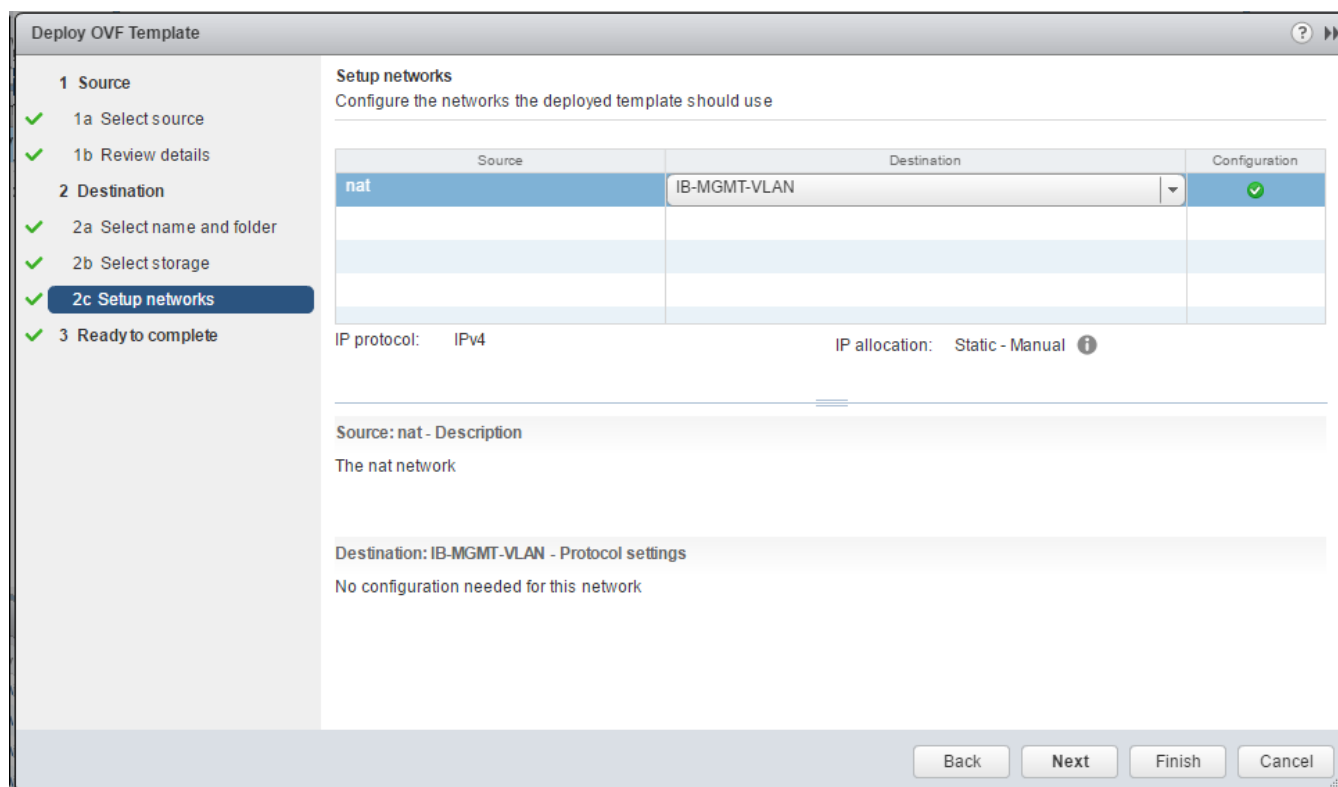 Deploy OVF Template
1 Source
1a Select source
1b Review details
2 Destination
2a Select name and folder
2b Select storage
2c Setup networks
3 Ready to complete
Setup networks
Configure the networks the deployed template should use
Source Destination Configuration
nat IB-MGMT-VLAN
IP protocol: IPv4 IP allocation: Static - Manual
Source: nat - Description
The nat network
Destination: IB-MGMT-VLAN - Protocol settings
No configuration needed for this network
Back Next Finish Cancel